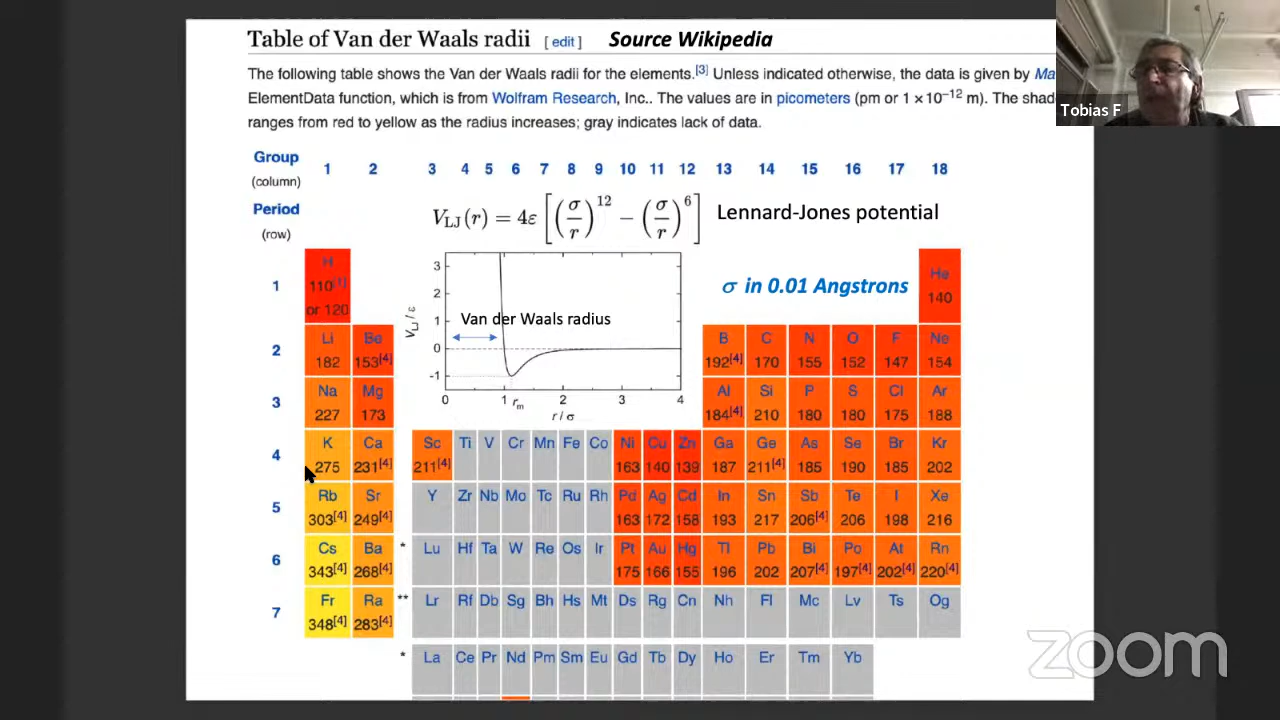 Table of Van der Waals radii [ edit ] Source Wikipedia
The following table shows the Van der Waals radii for the elements.[3] Unless indicated otherwise, the data is given by Ma
ElementData function, which is from Wolfram Research, Inc.. The values are in picometers (pm or 1 × 10−12 m). The shad
ranges from red to yellow as the radius increases; gray indicates lack of data.
Tobias F
Group
(column)
1 2 3 4 5 6 7 8 9 10 11 12 13 14 15 16 17 18
Period
(row)
V_LJ(r) = 4ε [ (σ/r)^12 − (σ/r)^6 ] Lennard-Jones potential
1
H
110[1]
or 120
σ in 0.01 Angstrons
He
140
V_LJ / ε
3
2
1
0
-1
Van der Waals radius
0 1 r_m 2 3 4
r / σ
2
Li Be B C N O F Ne
182 153[4] 192[4] 170 155 152 147 154
3
Na Mg Al Si P S Cl Ar
227 173 184[4] 210 180 180 175 188
4
K Ca Sc Ti V Cr Mn Fe Co Ni Cu Zn Ga Ge As Se Br Kr
275 231[4] 211[4] 163 140 139 187 211[4] 185 190 185 202
5
Rb Sr Y Zr Nb Mo Tc Ru Rh Pd Ag Cd In Sn Sb Te I Xe
303[4] 249[4] 163 172 158 193 217 206[4] 206 198 216
6
Cs Ba * Lu Hf Ta W Re Os Ir Pt Au Hg Tl Pb Bi Po At Rn
343[4] 268[4] 175 166 155 196 202 207[4] 197[4] 202[4] 220[4]
7
Fr Ra ** Lr Rf Db Sg Bh Hs Mt Ds Rg Cn Nh Fl Mc Lv Ts Og
348[4] 283[4]
* La Ce Pr Nd Pm Sm Eu Gd Tb Dy Ho Er Tm Yb
zoom